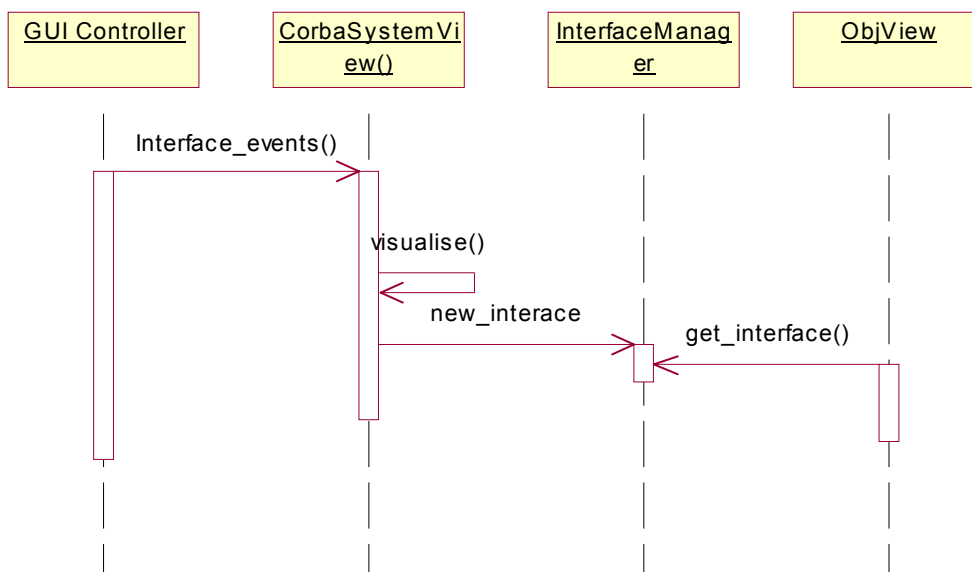 GUI Controller
CorbaSystemVi
ew()
InterfaceManag
er
ObjView
Interface_events()
visualise()
new_interace
get_interface()